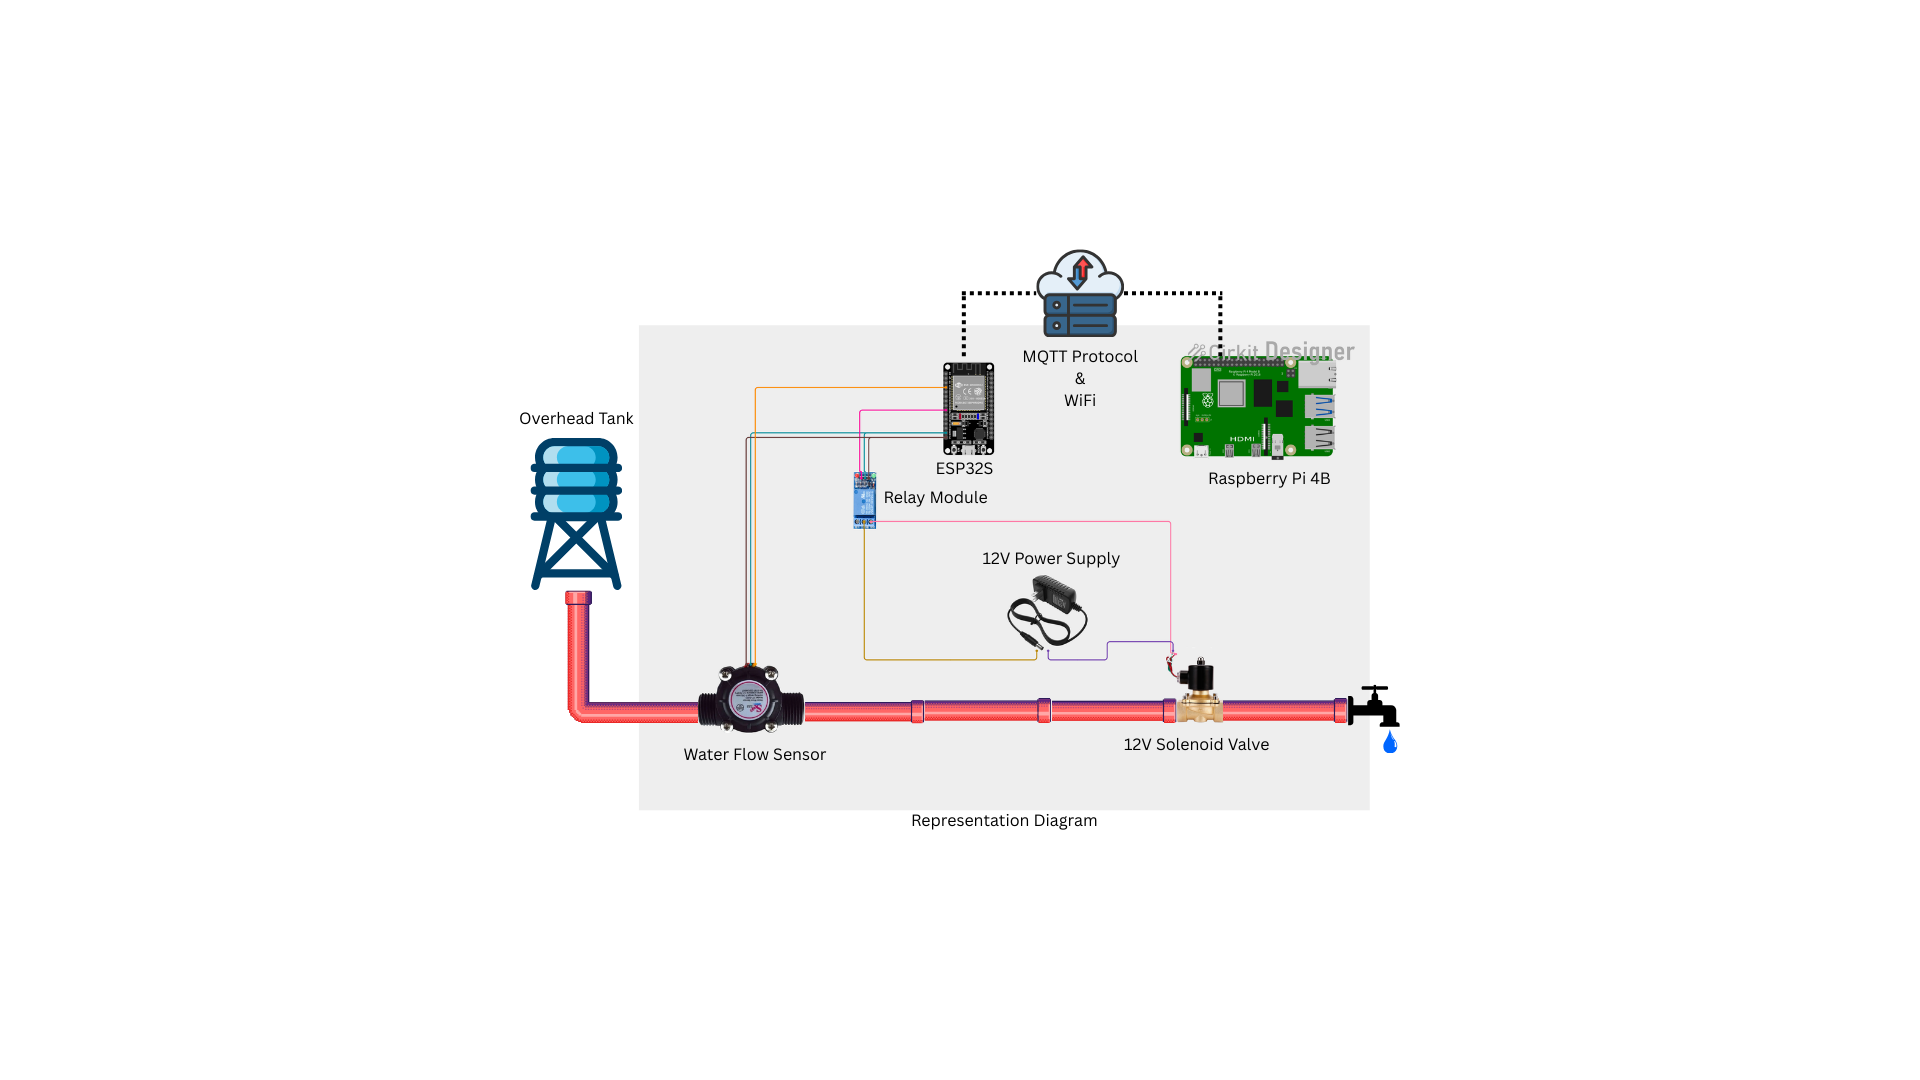 MQTT Protocol
&
WiFi
Cirkit Designer
Overhead Tank
ESP32S
HDMI
Raspberry Pi 4B
Relay Module
12V Power Supply
12V Solenoid Valve
Water Flow Sensor
Representation Diagram